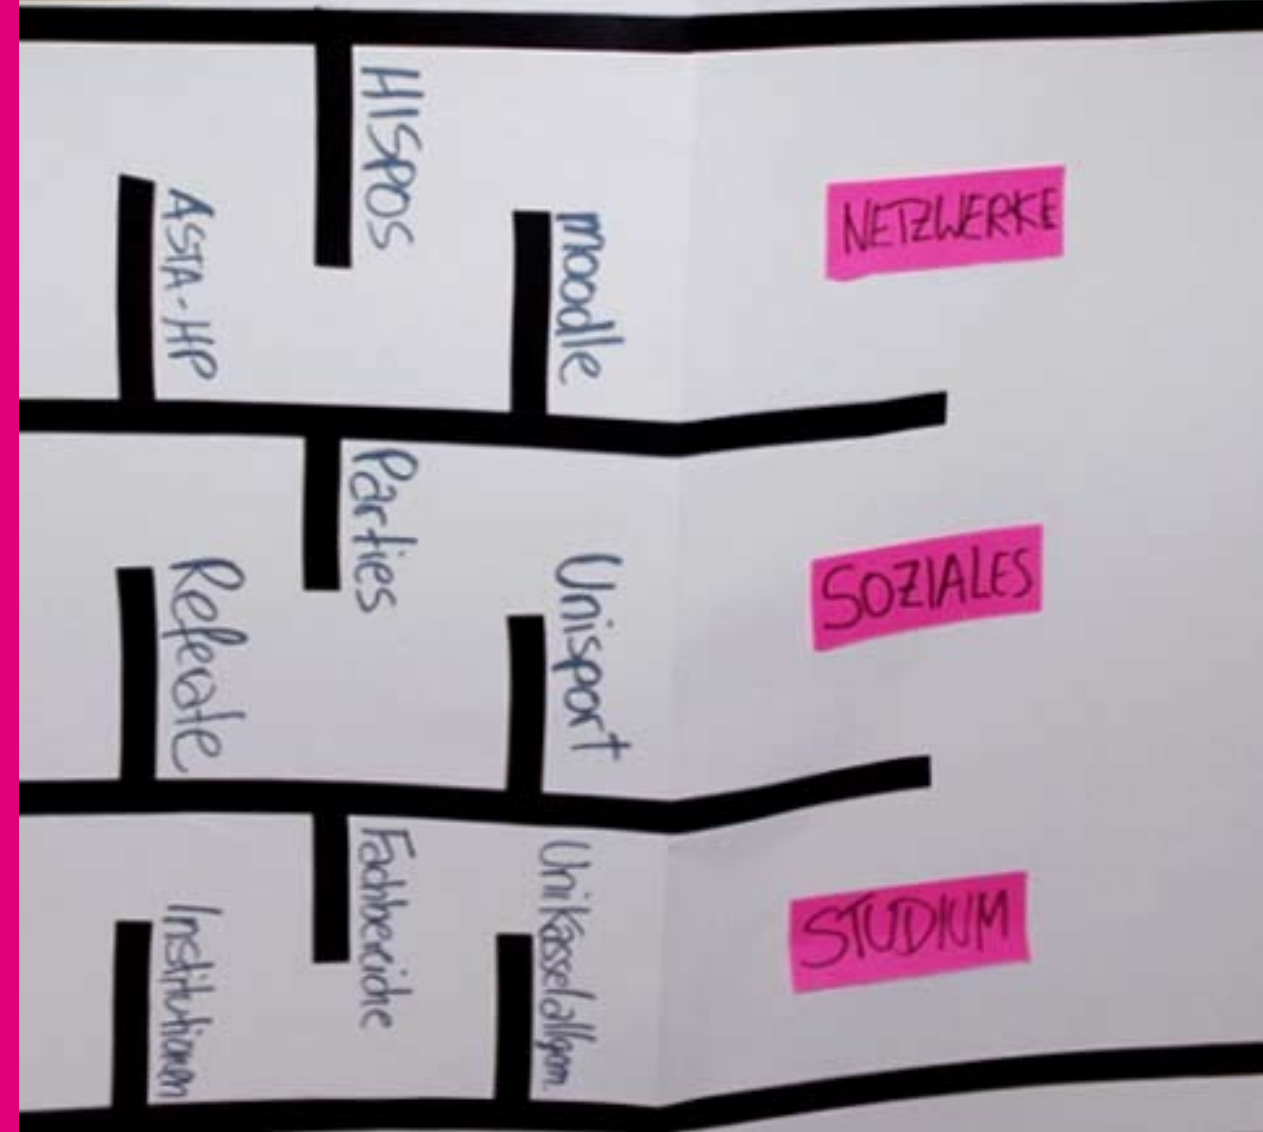 NETZWERKE
HISPOS
moodle
ASTA-HP
SOZIALES
Parties
Unisport
Referate
STUDIUM
Fachbereiche
Uni Kassel allgem.
Institutionen